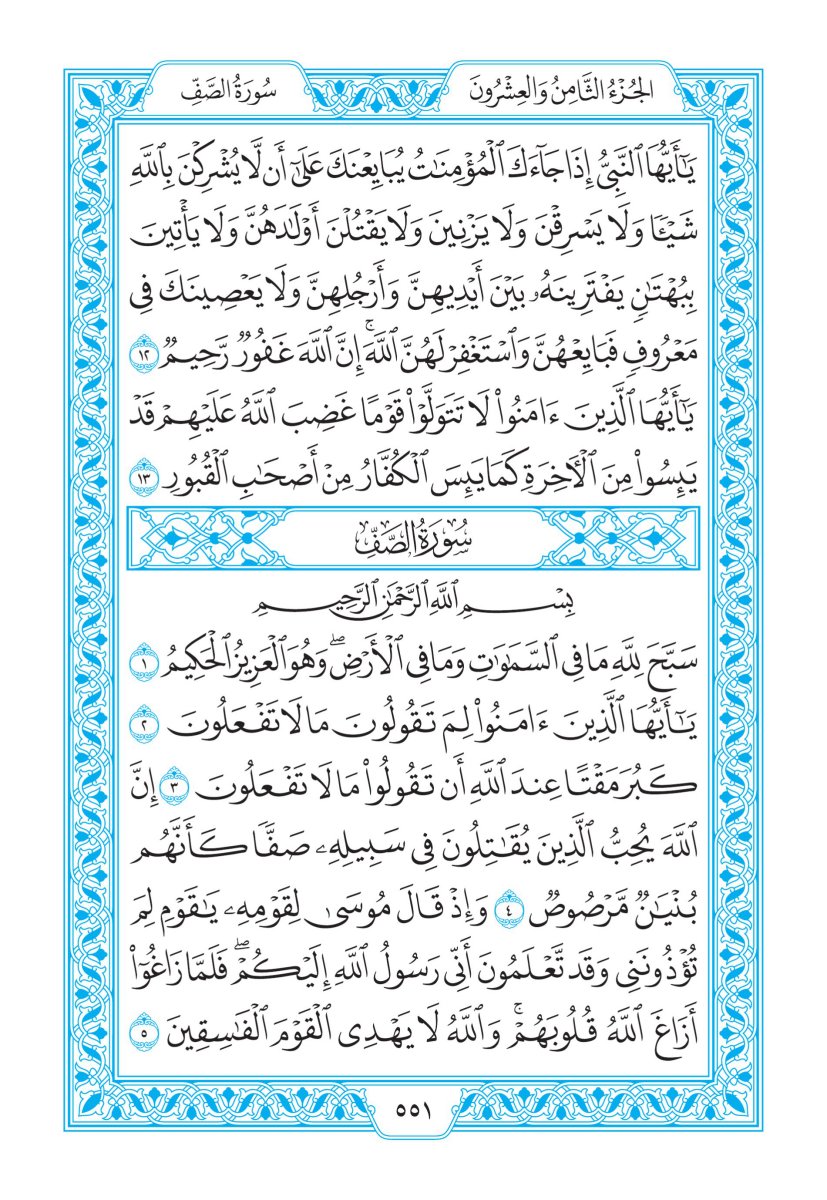 الجُزْءُ الثَّامِنُ وَالعِشْرُونَ
سُورَةُ الصَّفِّ
يَٰٓأَيُّهَا ٱلنَّبِيُّ إِذَا جَآءَكَ ٱلْمُؤْمِنَٰتُ يُبَايِعْنَكَ عَلَىٰٓ أَن لَّا يُشْرِكْنَ بِٱللَّهِ
شَيْـًٔا وَلَا يَسْرِقْنَ وَلَا يَزْنِينَ وَلَا يَقْتُلْنَ أَوْلَٰدَهُنَّ وَلَا يَأْتِينَ
بِبُهْتَٰنٍ يَفْتَرِينَهُۥ بَيْنَ أَيْدِيهِنَّ وَأَرْجُلِهِنَّ وَلَا يَعْصِينَكَ فِي
مَعْرُوفٍ فَبَايِعْهُنَّ وَٱسْتَغْفِرْ لَهُنَّ ٱللَّهَۚ إِنَّ ٱللَّهَ غَفُورٌ رَّحِيمٌ ١٢
يَٰٓأَيُّهَا ٱلَّذِينَ ءَامَنُوا۟ لَا تَتَوَلَّوْا۟ قَوْمًا غَضِبَ ٱللَّهُ عَلَيْهِمْ قَدْ
يَئِسُوا۟ مِنَ ٱلْأَخِرَةِ كَمَا يَئِسَ ٱلْكُفَّارُ مِنْ أَصْحَٰبِ ٱلْقُبُورِ ١٣
سُورَةُ الصَّفِّ
بِسْمِ ٱللَّهِ ٱلرَّحْمَٰنِ ٱلرَّحِيمِ
سَبَّحَ لِلَّهِ مَا فِي ٱلسَّمَٰوَٰتِ وَمَا فِي ٱلْأَرْضِۖ وَهُوَ ٱلْعَزِيزُ ٱلْحَكِيمُ ١
يَٰٓأَيُّهَا ٱلَّذِينَ ءَامَنُوا۟ لِمَ تَقُولُونَ مَا لَا تَفْعَلُونَ ٢
كَبُرَ مَقْتًا عِندَ ٱللَّهِ أَن تَقُولُوا۟ مَا لَا تَفْعَلُونَ ٣ إِنَّ
ٱللَّهَ يُحِبُّ ٱلَّذِينَ يُقَٰتِلُونَ فِي سَبِيلِهِۦ صَفًّا كَأَنَّهُم
بُنْيَٰنٌ مَّرْصُوصٌ ٤ وَإِذْ قَالَ مُوسَىٰ لِقَوْمِهِۦ يَٰقَوْمِ لِمَ
تُؤْذُونَنِي وَقَد تَّعْلَمُونَ أَنِّي رَسُولُ ٱللَّهِ إِلَيْكُمْۖ فَلَمَّا زَاغُوٓا۟
أَزَاغَ ٱللَّهُ قُلُوبَهُمْۚ وَٱللَّهُ لَا يَهْدِي ٱلْقَوْمَ ٱلْفَٰسِقِينَ ٥
٥٥١